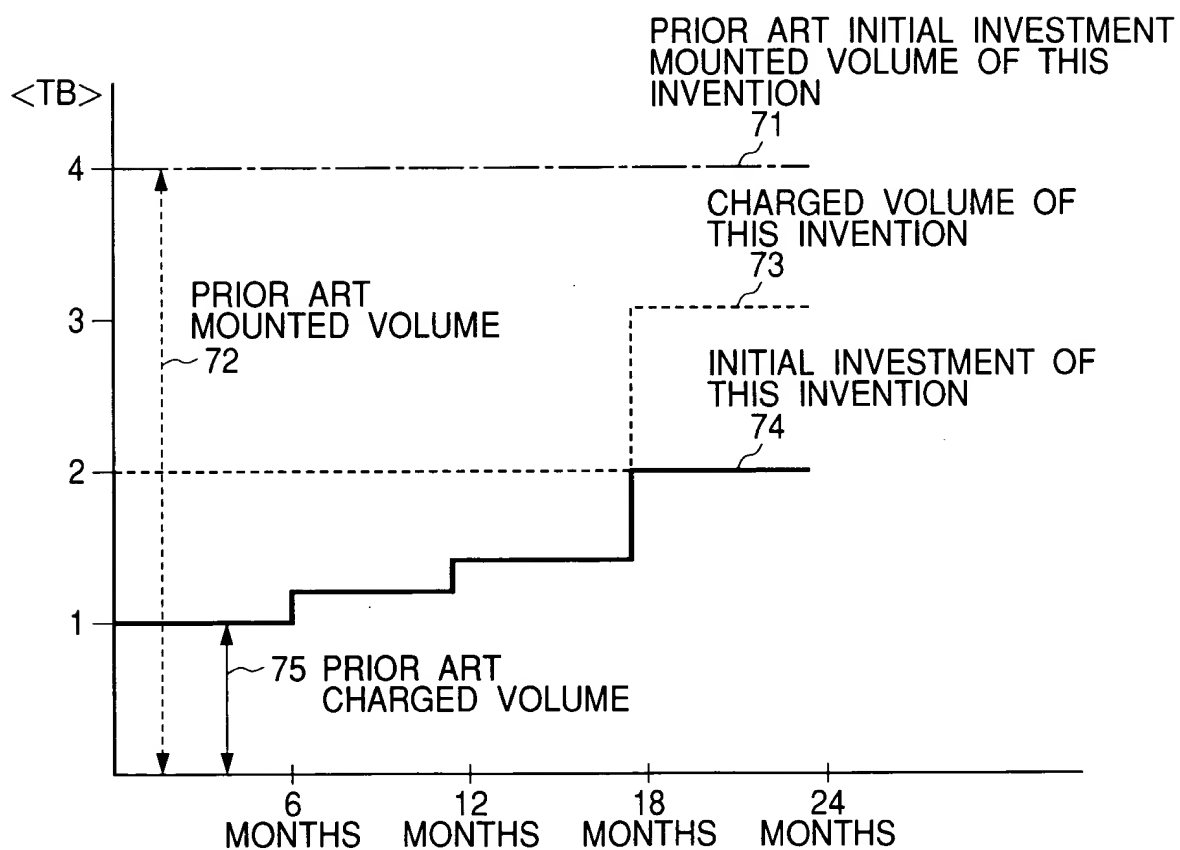 PRIOR ART INITIAL INVESTMENT
MOUNTED VOLUME OF THIS
INVENTION
71
<TB>
4
CHARGED VOLUME OF
THIS INVENTION
73
PRIOR ART
MOUNTED VOLUME
72
3
INITIAL INVESTMENT OF
THIS INVENTION
74
2
1
75 PRIOR ART
CHARGED VOLUME
6
MONTHS
12
MONTHS
18
MONTHS
24
MONTHS